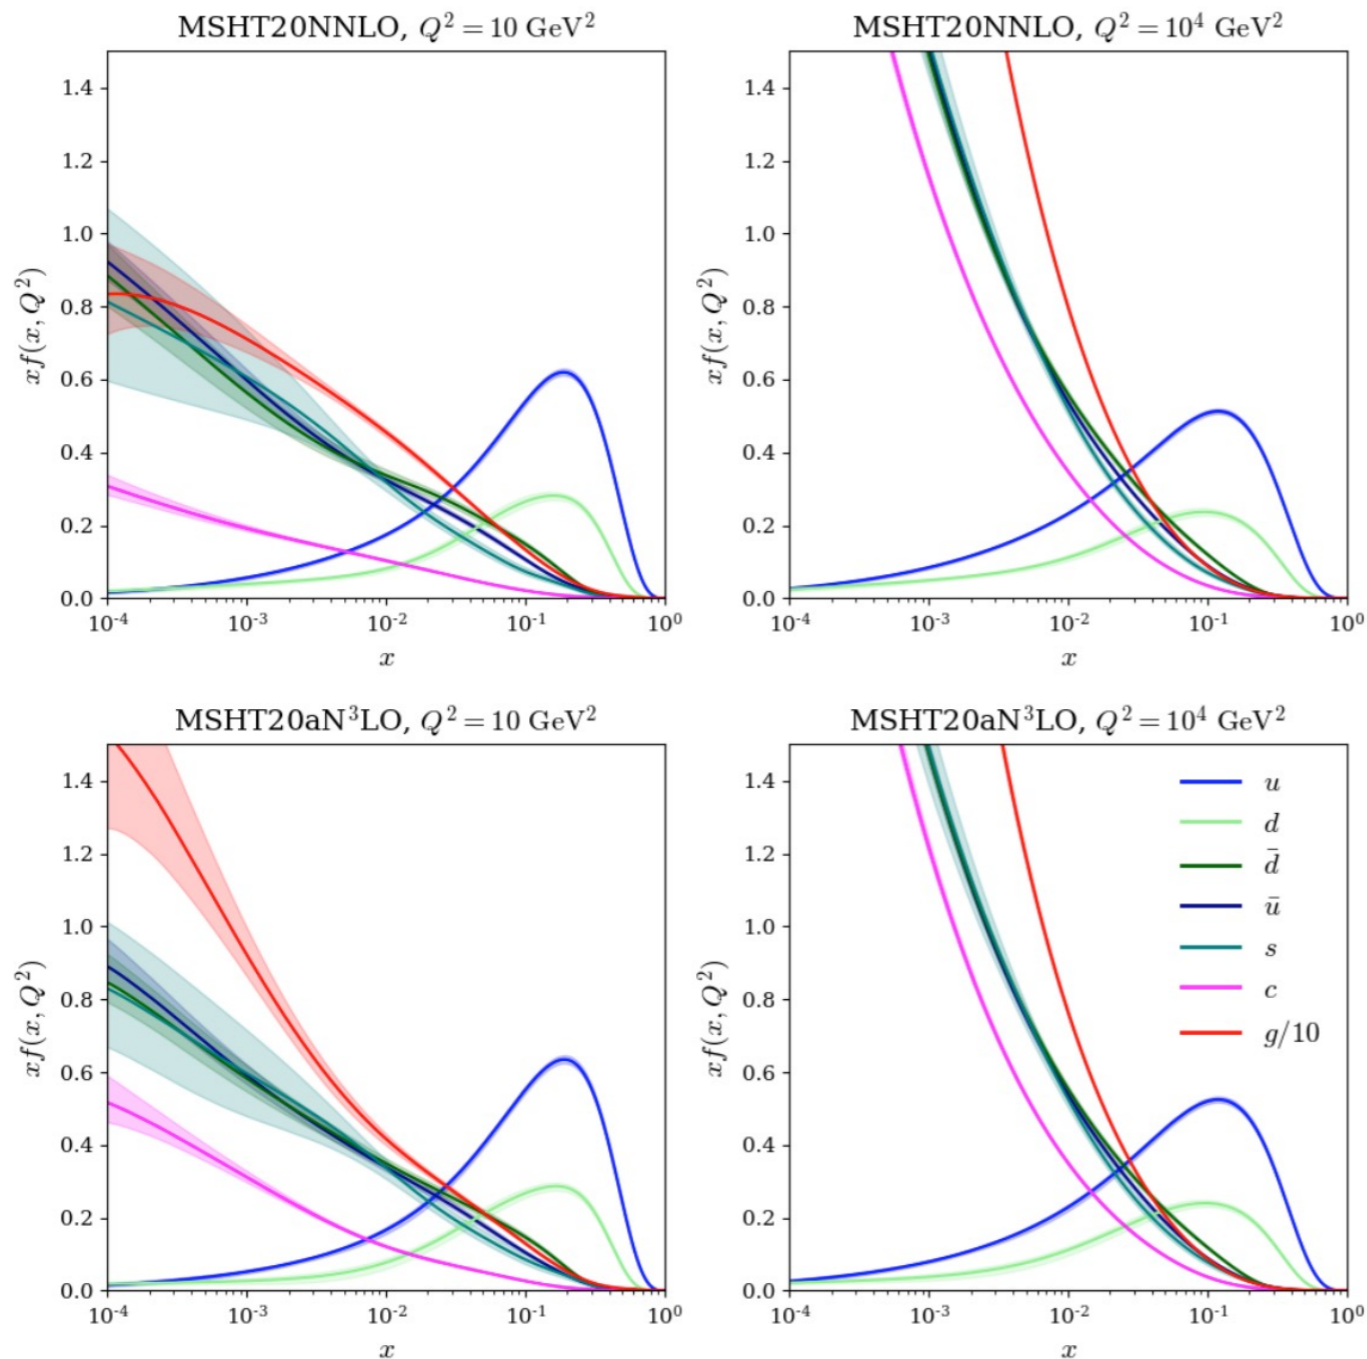 MSHT20NNLO, Q² = 10 GeV²
1.4
1.2
1.0
0.8
0.6
0.4
0.2
0.0
xf(x, Q²)
10⁻⁴ 10⁻³ 10⁻² 10⁻¹ 10⁰
x
MSHT20NNLO, Q² = 10⁴ GeV²
1.4
1.2
1.0
0.8
0.6
0.4
0.2
0.0
xf(x, Q²)
10⁻⁴ 10⁻³ 10⁻² 10⁻¹ 10⁰
x
MSHT20aN³LO, Q² = 10 GeV²
1.4
1.2
1.0
0.8
0.6
0.4
0.2
0.0
xf(x, Q²)
10⁻⁴ 10⁻³ 10⁻² 10⁻¹ 10⁰
x
MSHT20aN³LO, Q² = 10⁴ GeV²
1.4
1.2
1.0
0.8
0.6
0.4
0.2
0.0
xf(x, Q²)
10⁻⁴ 10⁻³ 10⁻² 10⁻¹ 10⁰
x
u
d
d̄
ū
s
c
g/10